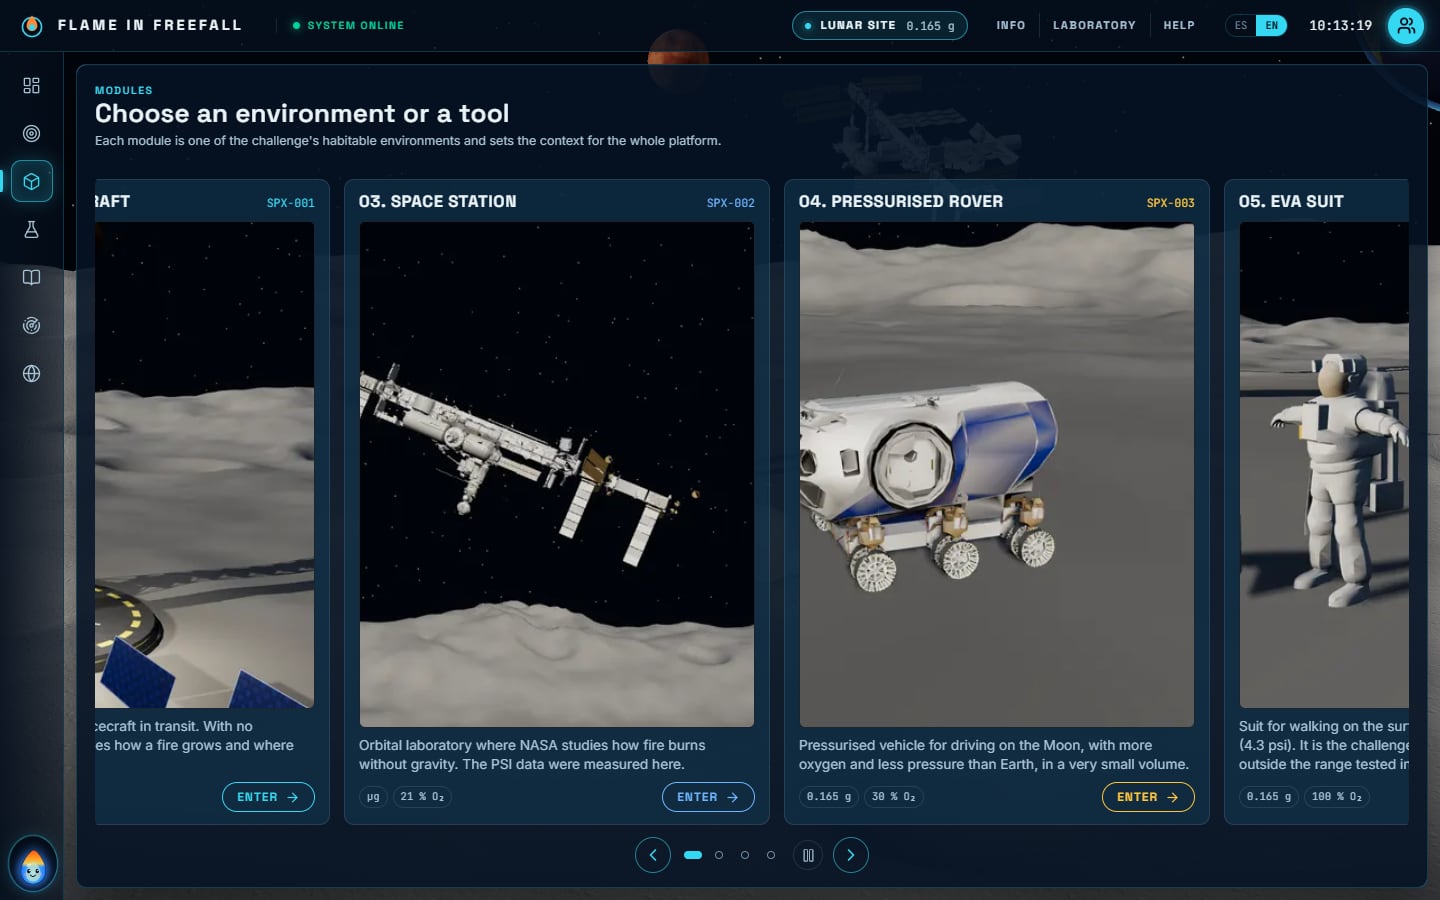 FLAME IN FREEFALL
SYSTEM ONLINE
LUNAR SITE 0.165 g
INFO
LABORATORY
HELP
ES
EN
10:13:19
MODULES
Choose an environment or a tool
Each module is one of the challenge's habitable environments and sets the context for the whole platform.
RAFT
SPX-001
cecraft in transit. With no
es how a fire grows and where
ENTER →
03. SPACE STATION
SPX-002
Orbital laboratory where NASA studies how fire burns
without gravity. The PSI data were measured here.
µg
21 % O₂
ENTER →
04. PRESSURISED ROVER
SPX-003
Pressurised vehicle for driving on the Moon, with more
oxygen and less pressure than Earth, in a very small volume.
0.165 g
30 % O₂
ENTER →
05. EVA SUIT
Suit for walking on the sur
(4.3 psi). It is the challenge
outside the range tested in
0.165 g
100 % O₂